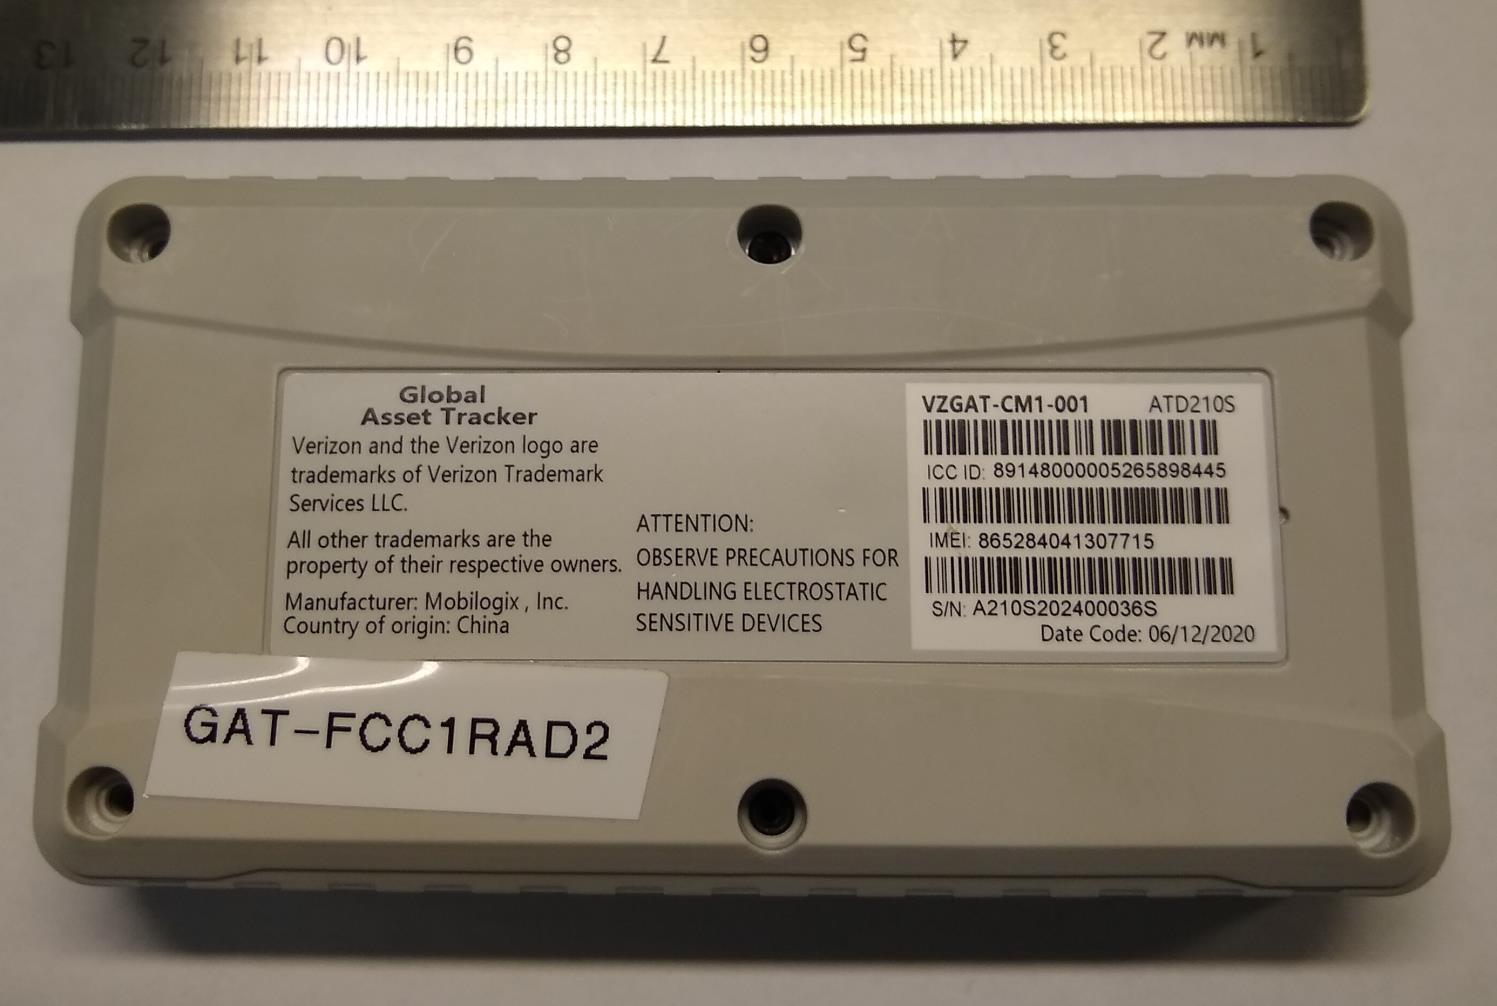 13 12 11 10 9 8 7 6 5 4 3 2 MM 1
Global
Asset Tracker
Verizon and the Verizon logo are
trademarks of Verizon Trademark
Services LLC.
All other trademarks are the
property of their respective owners.
Manufacturer: Mobilogix , Inc.
Country of origin: China
ATTENTION:
OBSERVE PRECAUTIONS FOR
HANDLING ELECTROSTATIC
SENSITIVE DEVICES
VZGAT-CM1-001 ATD210S
ICC ID: 89148000005265898445
IMEI: 865284041307715
S/N: A210S202400036S
Date Code: 06/12/2020
GAT-FCC1RAD2